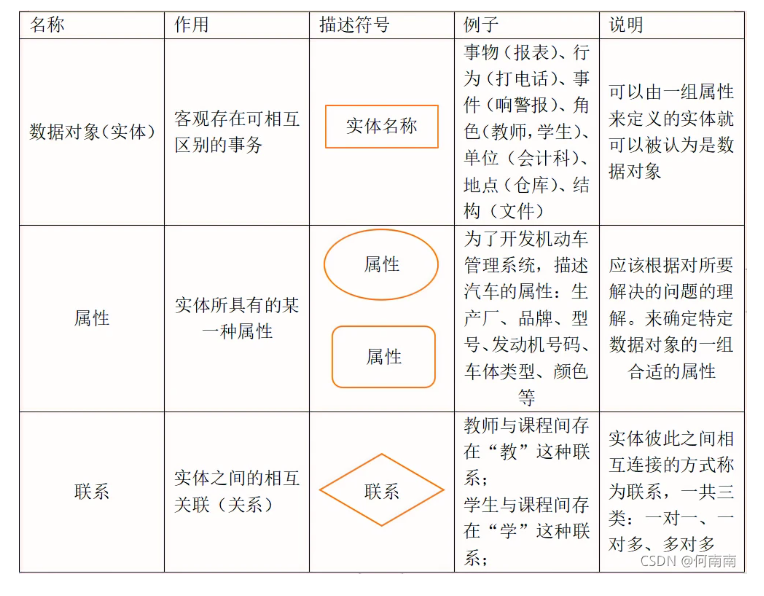 名称
作用
描述符号
例子
说明
数据对象(实体)
客观存在可相互
区别的事务
实体名称
事物(报表)、行
为(打电话)、事
件(响警报)、角
色(教师,学生)、
单位(会计科)、
地点(仓库)、结
构(文件)
可以由一组属性
来定义的实体就
可以被认为是数
据对象
属性
实体所具有的某
一种属性
属性
属性
为了开发机动车
管理系统，描述
汽车的属性：生
产厂、品牌、型
号、发动机号码、
车体类型、颜色
等
应该根据对所要
解决的问题的理
解。来确定特定
数据对象的一组
合适的属性
联系
实体之间的相互
关联(关系)
联系
教师与课程间存
在“教”这种联
系；
学生与课程间存
在“学”这种联
系；
实体彼此之间相
互连接的方式称
为联系，一共三
类：一对一、一
对多、多对多
CSDN @何南南